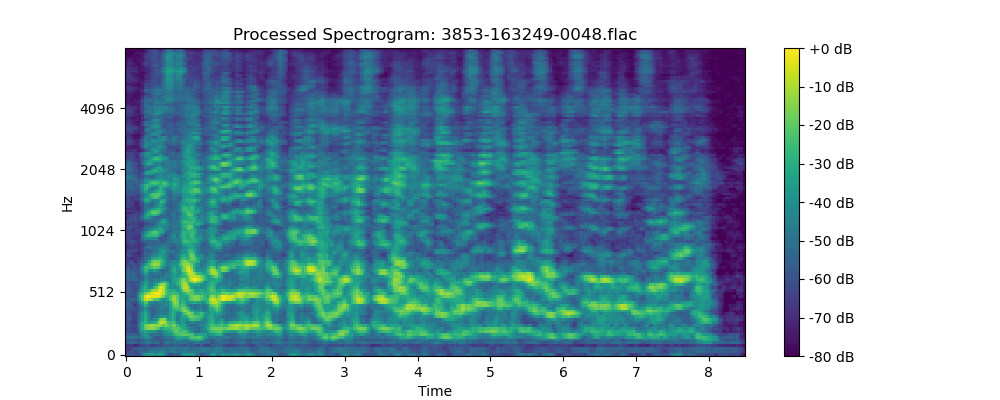 Processed Spectrogram: 3853-163249-0048.flac
Hz
4096
2048
1024
512
0
0 1 2 3 4 5 6 7 8
Time
+0 dB
-10 dB
-20 dB
-30 dB
-40 dB
-50 dB
-60 dB
-70 dB
-80 dB